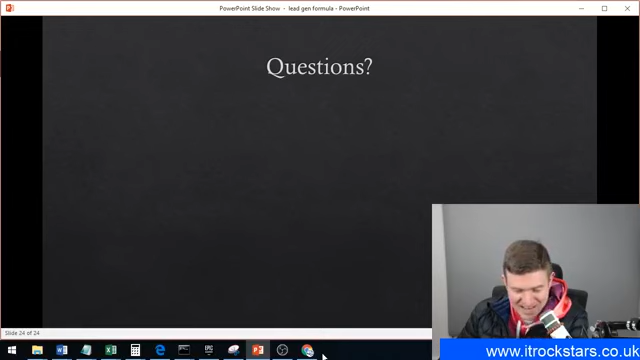 PowerPoint Slide Show - lead gen formula - PowerPoint
Questions?
Slide 24 of 24
www.itrockstars.co.uk